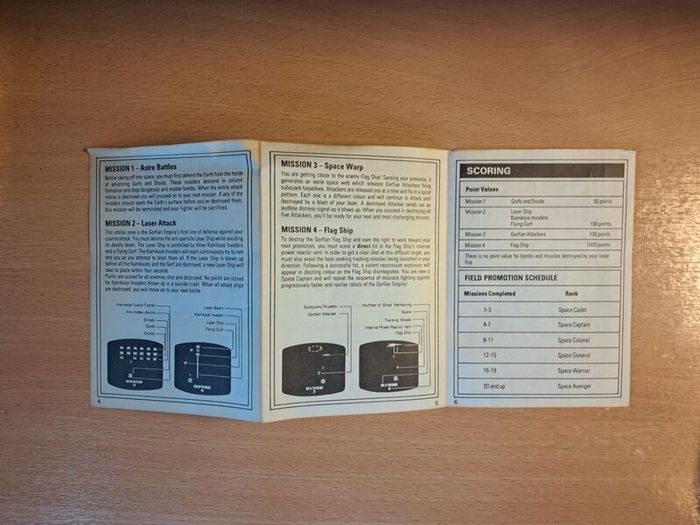 MISSION 1 – Astro Battles
Before taking off into space, you must first defend the Earth from the horde
of advancing Gorfs and Droids. These invaders descend in column
formation and drop dangerous anti-matter bombs. When the entire attack
matrix is destroyed you will proceed on to your next mission. If any of the
invaders should reach the Earth's surface before you've destroyed them,
this mission will be terminated and your Fighter will be sacrificed.
MISSION 2 – Laser Attack
This orbital zone is the Gorfian Empire's first line of defense against your
counterattack. You must destroy the anti-particle Laser Ship while avoiding
its deadly beam. The Laser Ship is protected by three Kamikaze Invaders
and a Flying Gorf. The Kamikaze Invaders will each continuously try to ram
into you as you attempt to blast them all. If the Laser Ship is blown up
before all the Kamikazes and the Gorf are destroyed, a new Laser Ship will
take its place within four seconds.
Points are scored for all enemies shot and destroyed. No points are scored
for Kamikaze Invaders blown up in a suicide crash. When all attack ships
are destroyed, you will move on to your next battle.
Interstellar Space Fighter
Anti-matter Bomb
Droids
Gorfs
Droids
Laser Beam
Kamikaze Invader
Laser Ship
Flying Gorf
4
MISSION 3 – Space Warp
You are getting closer to the enemy Flag Ship! Sensing your presence, it
generates an eerie space web which releases Gorfian Attackers firing
subquark torpedoes. Attackers are released one at a time and fly in a spiral
pattern. Each one is a different colour and will continue to attack until
destroyed by a blast of your laser. A destroyed Attacker sends out an
audible distress signal as it blows up. When you succeed in destroying all
five Attackers, you'll be ready for your next and most challenging mission.
MISSION 4 – Flag Ship
To destroy the Gorfian Flag Ship and earn the right to work toward your
next promotion, you must score a direct hit in the Flag Ship's internal
power reactor vent. In order to get a clear shot at this difficult target, you
must also avoid the heat-seeking tracking missiles being launched in your
direction. Following a successful hit, a violent neutrosium explosion will
appear in dazzling colour as the Flag Ship disintegrates. You are now a
Space Captain and will repeat the sequence of missions fighting against
progressively faster and nastier robots of the Gorfian Empire!
Subquark Torpedo
Gorfian Attacker
Number of Ships Remaining
Score
Tracking Missile
Internal Power Reactor Vent
Flag Ship
5
SCORING
Point Values
Mission 1 Gorfs and Droids 50 points
Mission 2 Laser Ship
Kamikaze Invaders
Flying Gorf 100 points
Mission 3 Gorfian Attackers 100 points
Mission 4 Flag Ship 1000 points
There is no point value for bombs and missiles destroyed by your laser
fire.
FIELD PROMOTION SCHEDULE
Missions Completed Rank
1-3 Space Cadet
4-7 Space Captain
8-11 Space Colonel
12-15 Space General
16-19 Space Warrior
20 and up Space Avenger
6